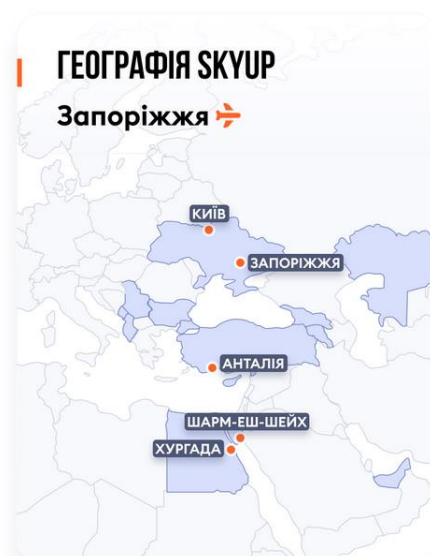 ГЕОГРАФІЯ SKYUP
Запоріжжя
КИЇВ
ЗАПОРІЖЖЯ
АНТАЛІЯ
ШАРМ-ЕШ-ШЕЙХ
ХУРГАДА